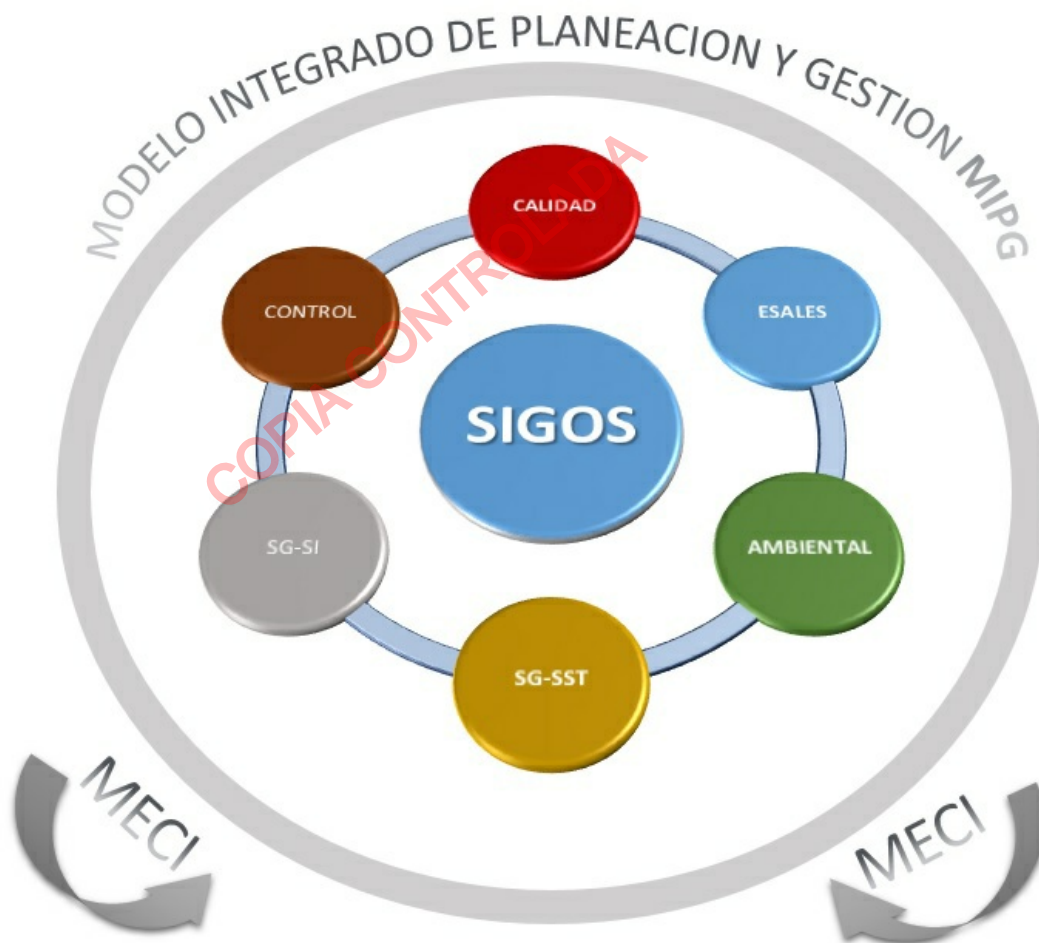 MODELO INTEGRADO DE PLANEACION Y GESTION MIPG
CALIDAD
CONTROL
ESALES
SIGOS
SG-SI
AMBIENTAL
SG-SST
MECI
MECI
COPIA CONTROLADA